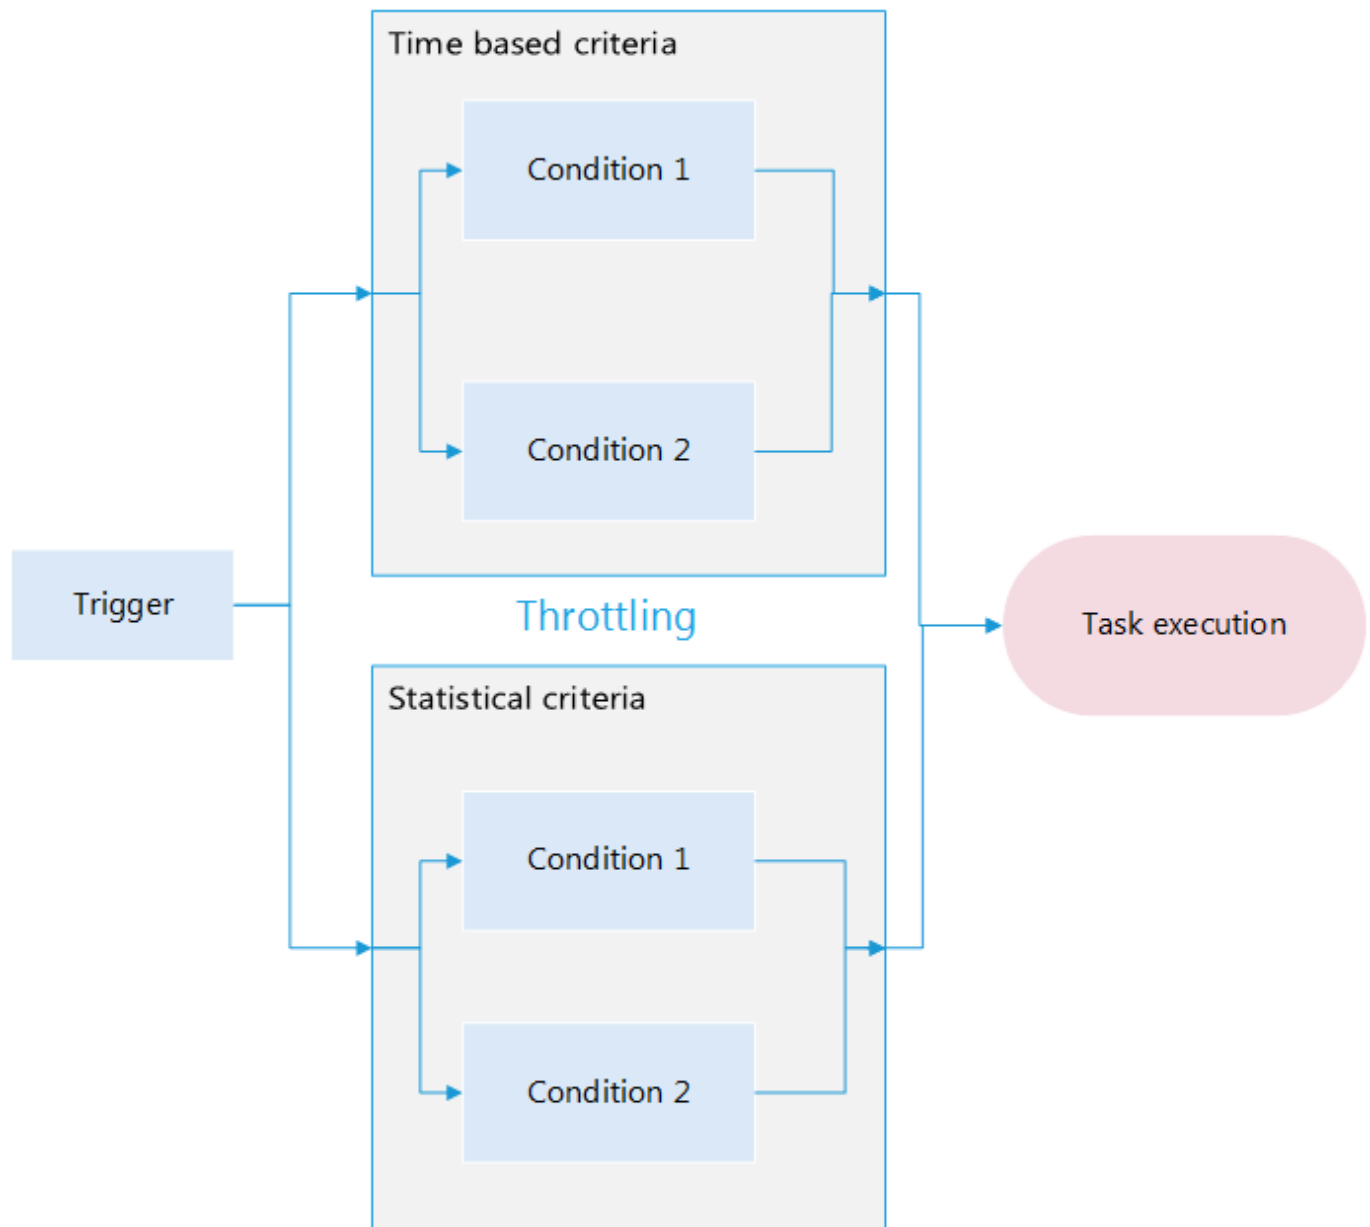 Time based criteria
Condition 1
Condition 2
Trigger
Throttling
Task execution
Statistical criteria
Condition 1
Condition 2